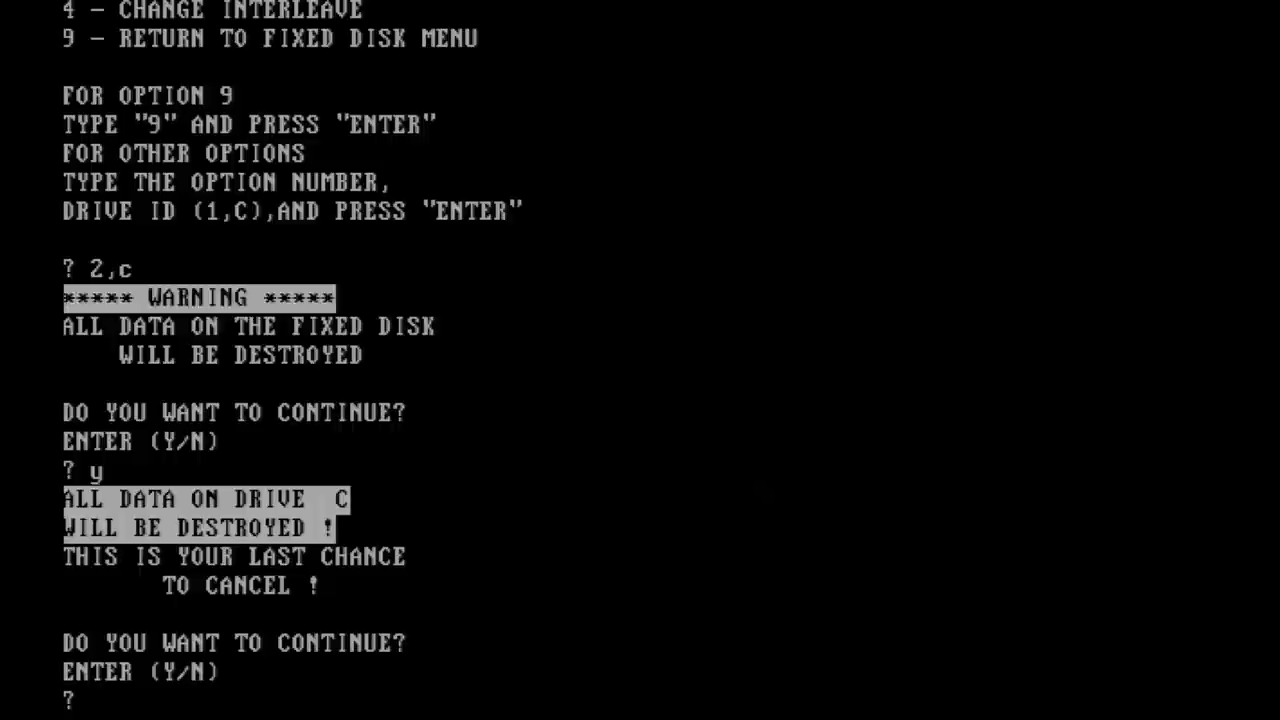 4 - CHANGE INTERLEAVE
9 - RETURN TO FIXED DISK MENU
FOR OPTION 9
TYPE "9" AND PRESS "ENTER"
FOR OTHER OPTIONS
TYPE THE OPTION NUMBER,
DRIVE ID (1,C),AND PRESS "ENTER"
? 2,c
***** WARNING *****
ALL DATA ON THE FIXED DISK
WILL BE DESTROYED
DO YOU WANT TO CONTINUE?
ENTER (Y/N)
? y
ALL DATA ON DRIVE  C
WILL BE DESTROYED !
THIS IS YOUR LAST CHANCE
TO CANCEL !
DO YOU WANT TO CONTINUE?
ENTER (Y/N)
?